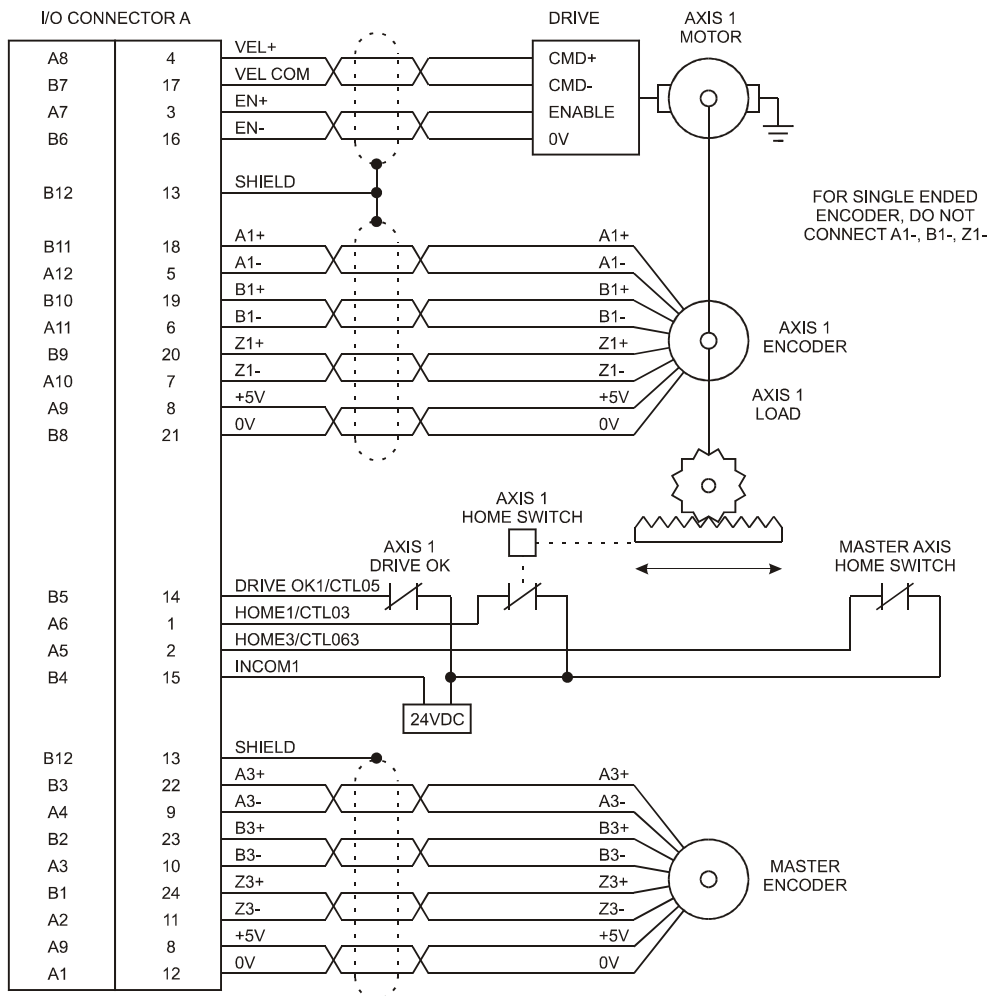 I/O CONNECTOR A
DRIVE
AXIS 1
MOTOR
A8 4 VEL+ CMD+
B7 17 VEL COM CMD-
A7 3 EN+ ENABLE
B6 16 EN- 0V
B12 13 SHIELD
FOR SINGLE ENDED
ENCODER, DO NOT
CONNECT A1-, B1-, Z1-
B11 18 A1+ A1+
A12 5 A1- A1-
B10 19 B1+ B1+
A11 6 B1- B1-
B9 20 Z1+ Z1+
A10 7 Z1- Z1-
A9 8 +5V +5V
B8 21 0V 0V
AXIS 1
ENCODER
AXIS 1
LOAD
AXIS 1
HOME SWITCH
AXIS 1
DRIVE OK
MASTER AXIS
HOME SWITCH
B5 14 DRIVE OK1/CTL05
A6 1 HOME1/CTL03
A5 2 HOME3/CTL063
B4 15 INCOM1
24VDC
B12 13 SHIELD
B3 22 A3+ A3+
A4 9 A3- A3-
B2 23 B3+ B3+
A3 10 B3- B3-
B1 24 Z3+ Z3+
A2 11 Z3- Z3-
A9 8 +5V +5V
A1 12 0V 0V
MASTER
ENCODER